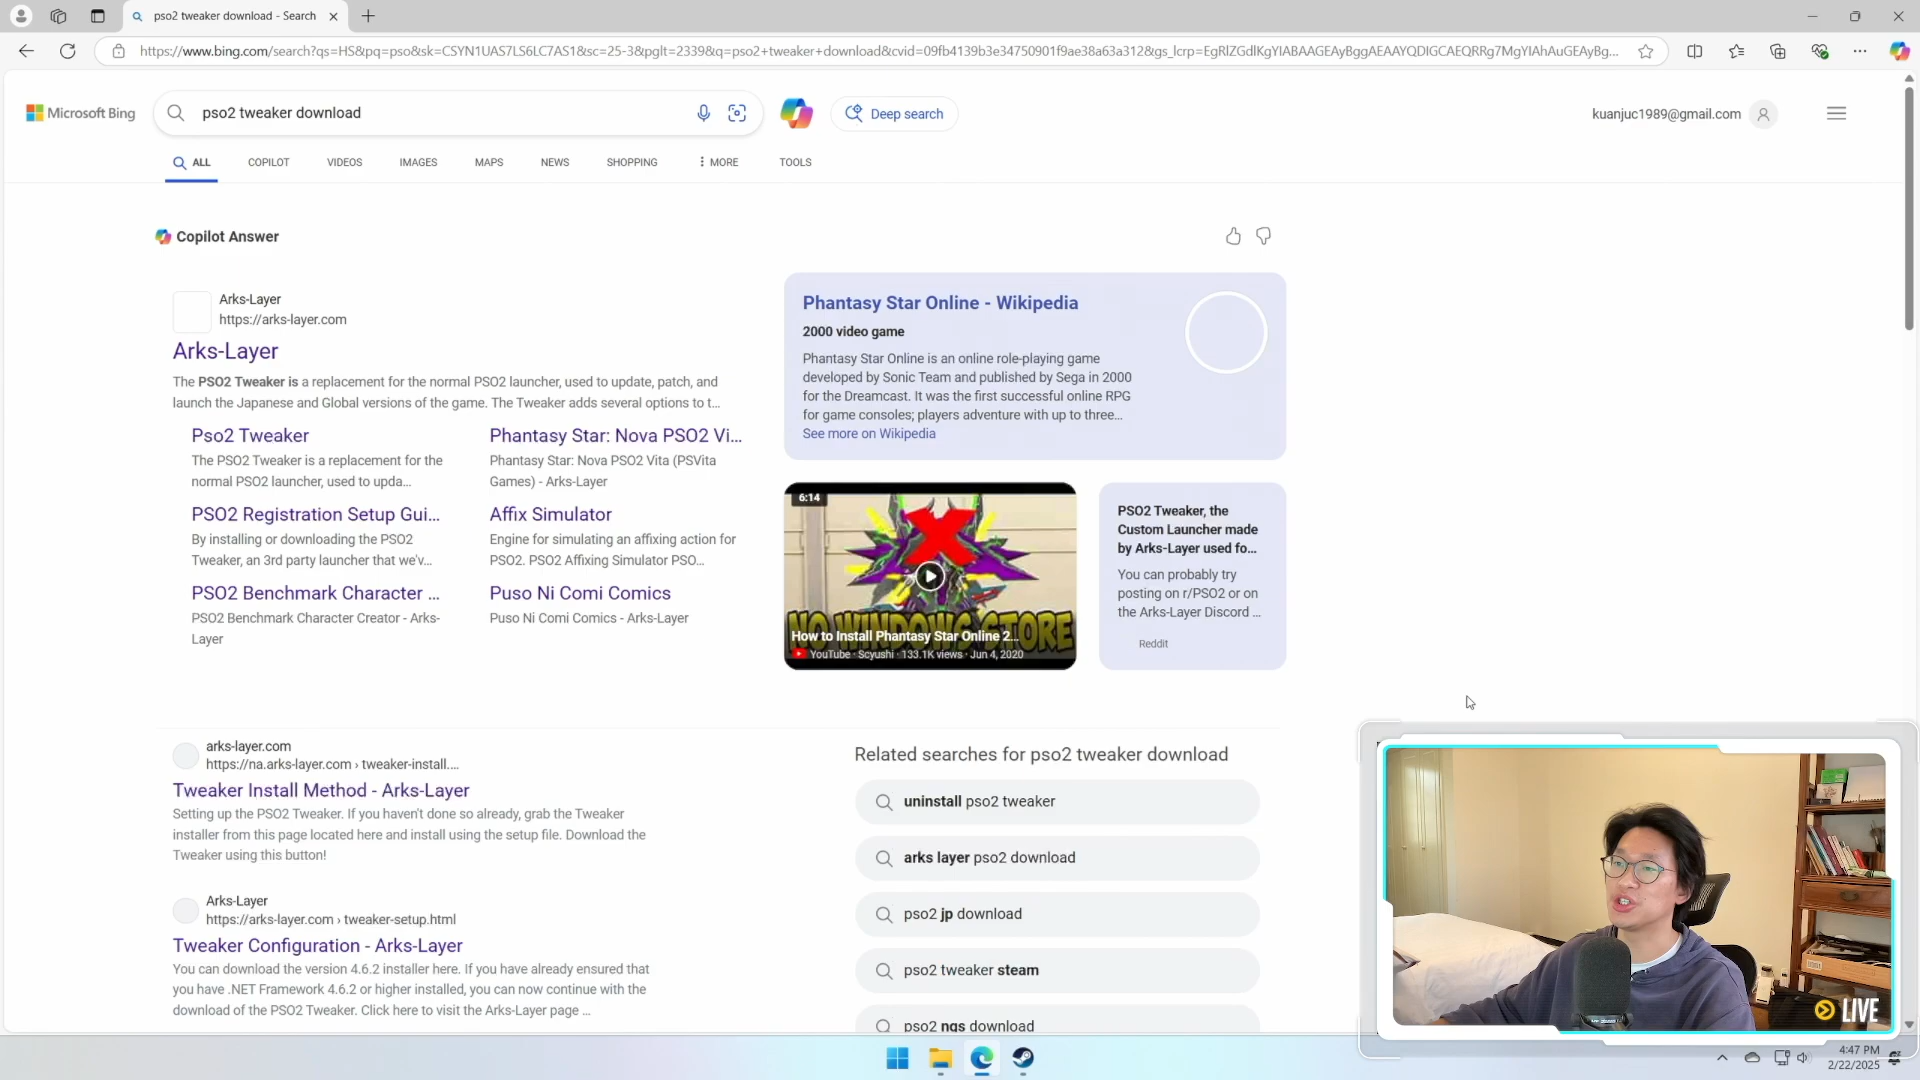 pso2 tweaker download - Search
https://www.bing.com/search?qs=HS&pq=pso&sk=CSYN1UAS7LS6LC7AS1&sc=25-3&pglt=2339&q=pso2+tweaker+download&cvid=09fb4139b3e34750901f9ae38a63a312&gs_lcrp=EgRlZGdlKgYIABAAGEAyBggAEAAYQDIGCAEQRRg7MgYIAhAuGEAyBg...
Microsoft Bing
pso2 tweaker download
Deep search
kuanjuc1989@gmail.com
ALL
COPILOT
VIDEOS
IMAGES
MAPS
NEWS
SHOPPING
MORE
TOOLS
Copilot Answer
Arks-Layer
https://arks-layer.com
Arks-Layer
The PSO2 Tweaker is a replacement for the normal PSO2 launcher, used to update, patch, and
launch the Japanese and Global versions of the game. The Tweaker adds several options to t...
Pso2 Tweaker
The PSO2 Tweaker is a replacement for the
normal PSO2 launcher, used to upda...
Phantasy Star: Nova PSO2 Vi...
Phantasy Star: Nova PSO2 Vita (PSVita
Games) - Arks-Layer
PSO2 Registration Setup Gui...
By installing or downloading the PSO2
Tweaker, an 3rd party launcher that we'v...
Affix Simulator
Engine for simulating an affixing action for
PSO2. PSO2 Affixing Simulator PSO...
PSO2 Benchmark Character ...
PSO2 Benchmark Character Creator - Arks-
Layer
Puso Ni Comi Comics
Puso Ni Comi Comics - Arks-Layer
Phantasy Star Online - Wikipedia
2000 video game
Phantasy Star Online is an online role-playing game
developed by Sonic Team and published by Sega in 2000
for the Dreamcast. It was the first successful online RPG
for game consoles; players adventure with up to three...
See more on Wikipedia
6:14
NO WINDOWS STORE
How to Install Phantasy Star Online 2...
YouTube · Scyushi · 133.1K views · Jun 4, 2020
PSO2 Tweaker, the
Custom Launcher made
by Arks-Layer used fo...
You can probably try
posting on r/PSO2 or on
the Arks-Layer Discord ...
Reddit
arks-layer.com
https://na.arks-layer.com › tweaker-install....
Tweaker Install Method - Arks-Layer
Setting up the PSO2 Tweaker. If you haven't done so already, grab the Tweaker
installer from this page located here and install using the setup file. Download the
Tweaker using this button!
Arks-Layer
https://arks-layer.com › tweaker-setup.html
Tweaker Configuration - Arks-Layer
You can download the version 4.6.2 installer here. If you have already ensured that
you have .NET Framework 4.6.2 or higher installed, you can now continue with the
download of the PSO2 Tweaker. Click here to visit the Arks-Layer page ...
Related searches for pso2 tweaker download
uninstall pso2 tweaker
arks layer pso2 download
pso2 jp download
pso2 tweaker steam
pso2 ngs download
LIVE
4:47 PM
2/22/2025